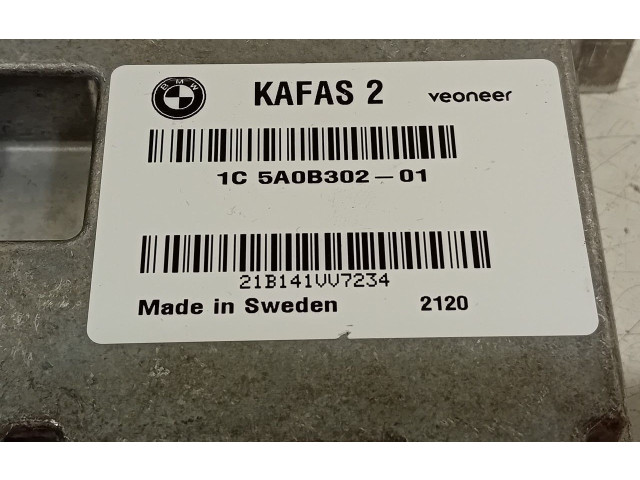 BMW
KAFAS 2 veoneer
1C 5A0B302-01
21B141VV7234
Made in Sweden 2120